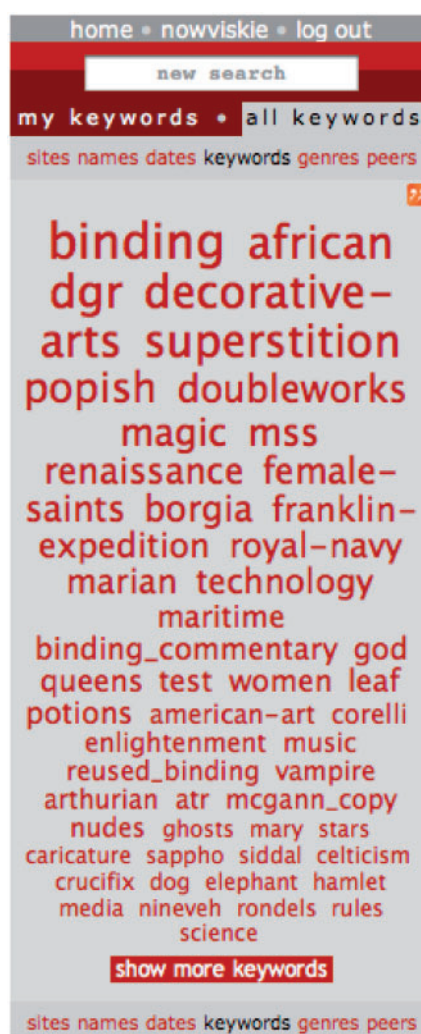 home • nowviskie • log out
new search
my keywords • all keywords
sites names dates keywords genres peers
binding african
dgr decorative-
arts superstition
popish doubleworks
magic mss
renaissance female-
saints borgia franklin-
expedition royal-navy
marian technology
maritime
binding_commentary god
queens test women leaf
potions american-art corelli
enlightenment music
reused_binding vampire
arthurian atr mcgann_copy
nudes ghosts mary stars
caricature sappho siddal celticism
crucifix dog elephant hamlet
media nineveh rondels rules
science
show more keywords
sites names dates keywords genres peers